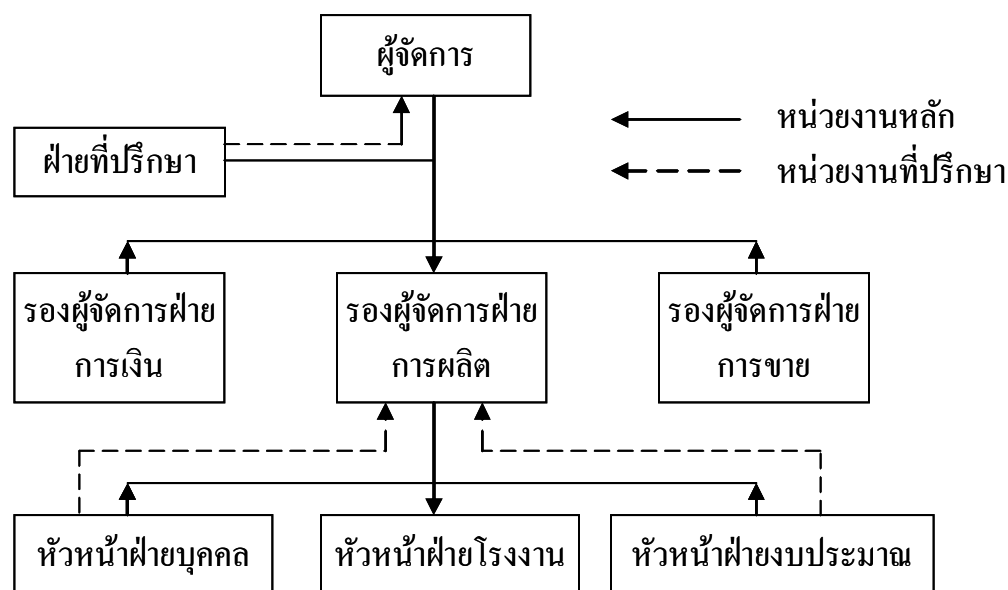 ผู้จัดการ
หน่วยงานหลัก
ฝ่ายที่ปรึกษา
หน่วยงานที่ปรึกษา
รองผู้จัดการฝ่าย
การเงิน
รองผู้จัดการฝ่าย
การผลิต
รองผู้จัดการฝ่าย
การขาย
หัวหน้าฝ่ายบุคคล
หัวหน้าฝ่ายโรงงาน
หัวหน้าฝ่ายงบประมาณ